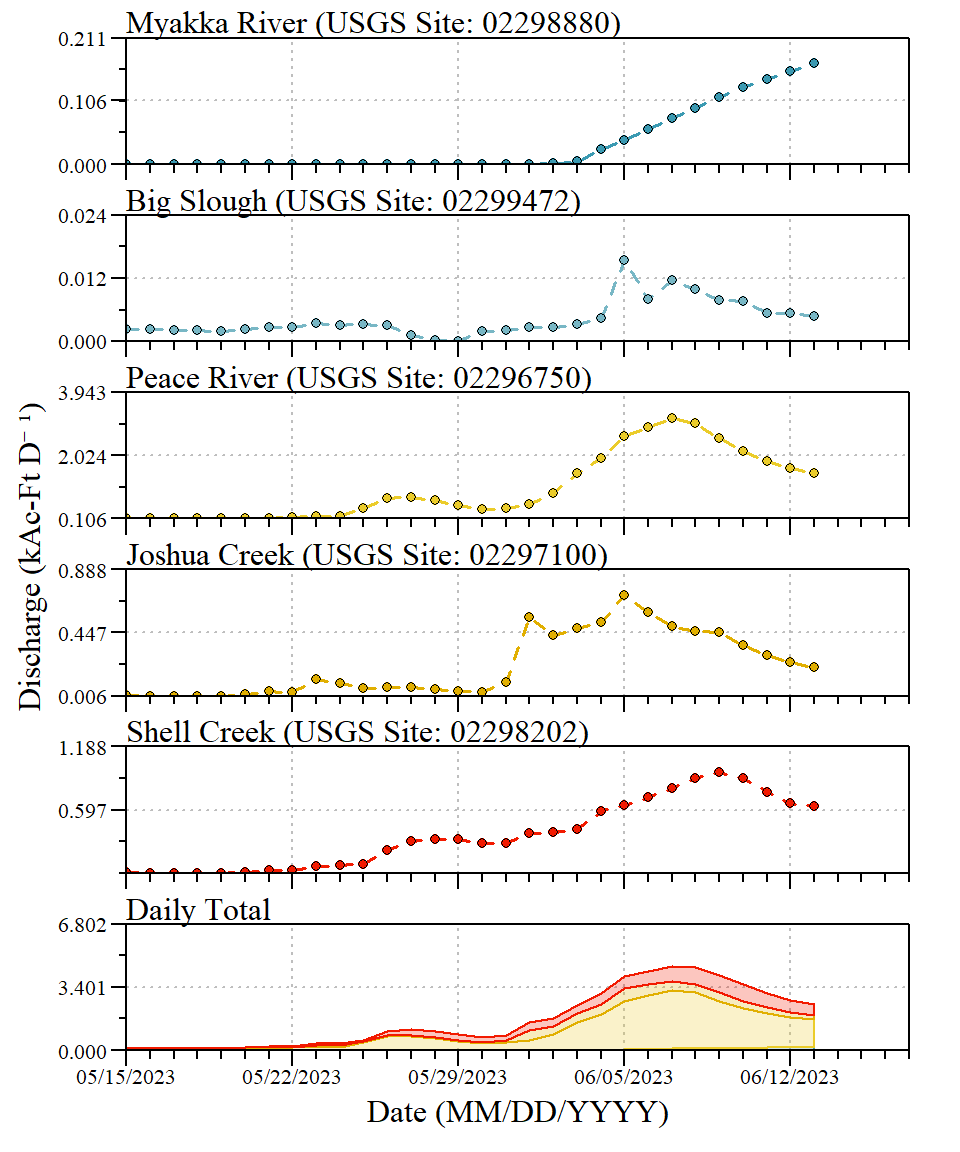 Myakka River (USGS Site: 02298880)
0.211
0.106
0.000
Big Slough (USGS Site: 02299472)
0.024
0.012
0.000
Peace River (USGS Site: 02296750)
3.943
2.024
0.106
Joshua Creek (USGS Site: 02297100)
0.888
0.447
0.006
Shell Creek (USGS Site: 02298202)
1.188
0.597
Daily Total
6.802
3.401
0.000
05/15/2023 05/22/2023 05/29/2023 06/05/2023 06/12/2023
Date (MM/DD/YYYY)
Discharge (kAc-Ft D⁻¹)